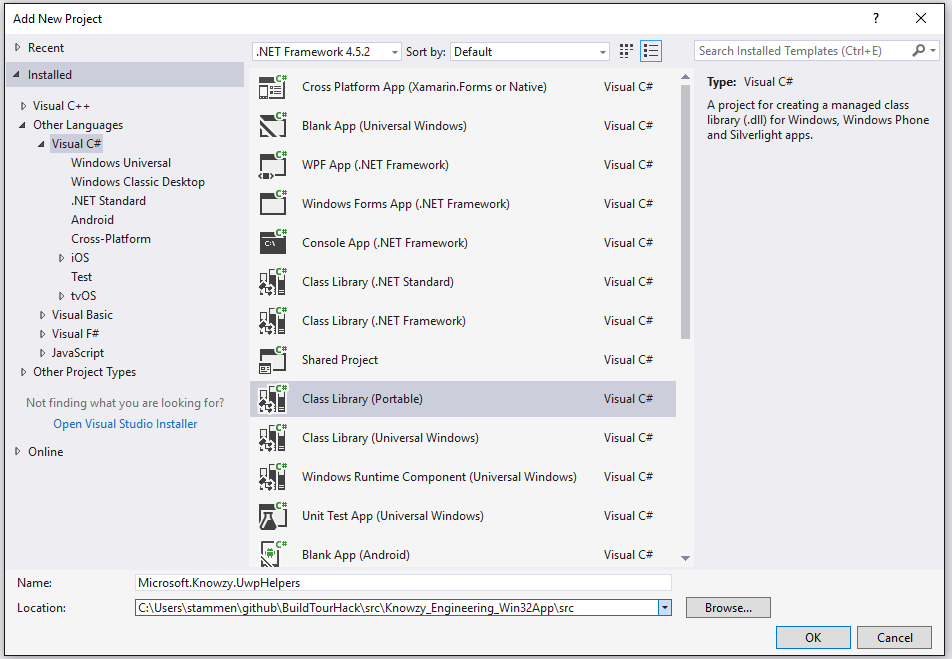 Add New Project
?
Recent
Installed
Visual C++
Other Languages
Visual C#
Windows Universal
Windows Classic Desktop
.NET Standard
Android
Cross-Platform
iOS
Test
tvOS
Visual Basic
Visual F#
JavaScript
Other Project Types
Not finding what you are looking for?
Open Visual Studio Installer
Online
.NET Framework 4.5.2 Sort by: Default
C# Cross Platform App (Xamarin.Forms or Native) Visual C#
C# Blank App (Universal Windows) Visual C#
C# WPF App (.NET Framework) Visual C#
C# Windows Forms App (.NET Framework) Visual C#
C# C:\ Console App (.NET Framework) Visual C#
C# Class Library (.NET Standard) Visual C#
C# Class Library (.NET Framework) Visual C#
C# Shared Project Visual C#
C# Class Library (Portable) Visual C#
C# Class Library (Universal Windows) Visual C#
C# Windows Runtime Component (Universal Windows) Visual C#
C# Unit Test App (Universal Windows) Visual C#
C# Blank App (Android) Visual C#
Search Installed Templates (Ctrl+E)
Type: Visual C#
A project for creating a managed class
library (.dll) for Windows, Windows Phone
and Silverlight apps.
Name: Microsoft.Knowzy.UwpHelpers
Location: C:\Users\stammen\github\BuildTourHack\src\Knowzy_Engineering_Win32App\src Browse...
OK Cancel